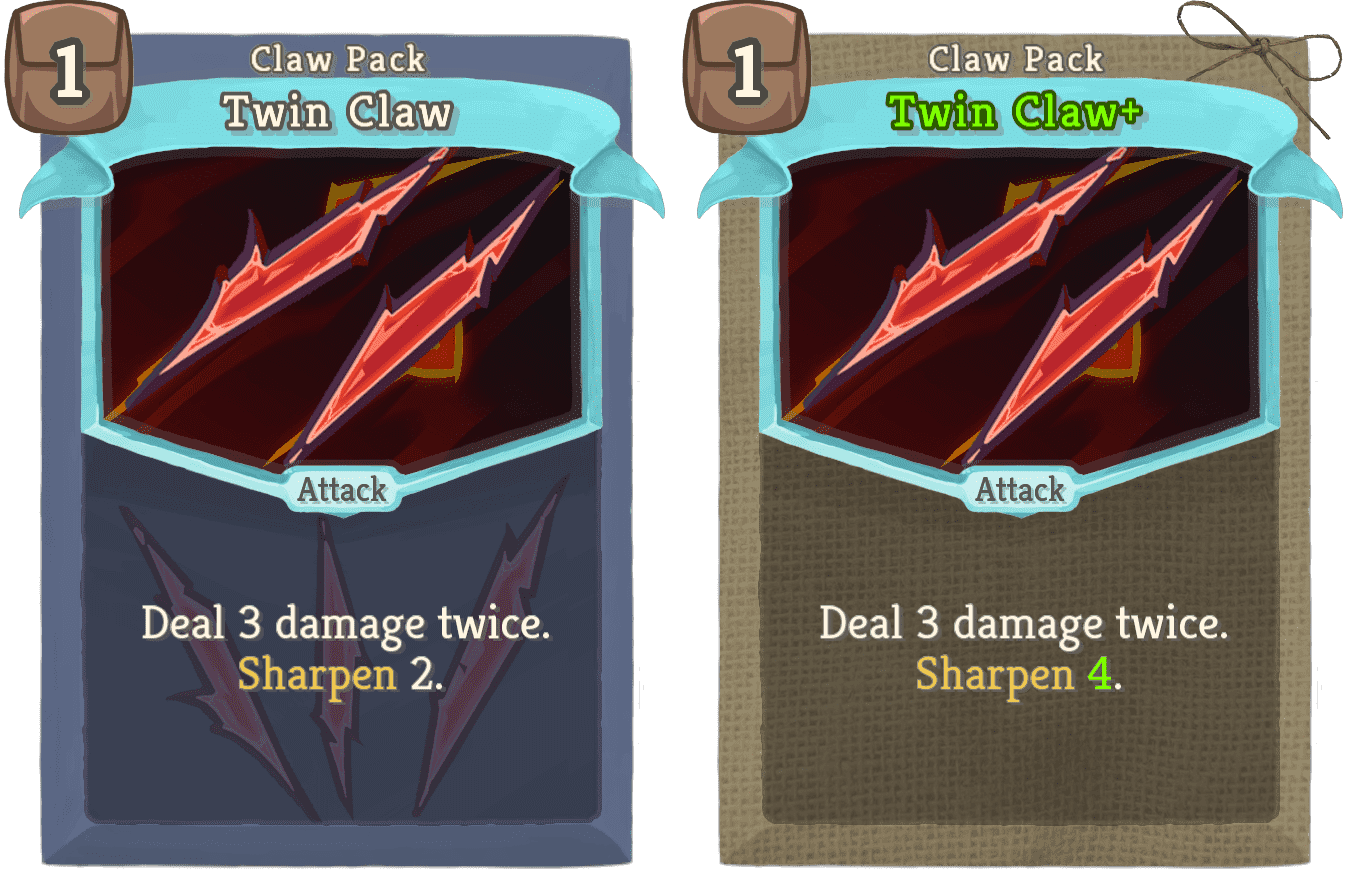 1
Claw Pack
Twin Claw
Attack
Deal 3 damage twice.
Sharpen 2.
1
Claw Pack
Twin Claw+
Attack
Deal 3 damage twice.
Sharpen 4.